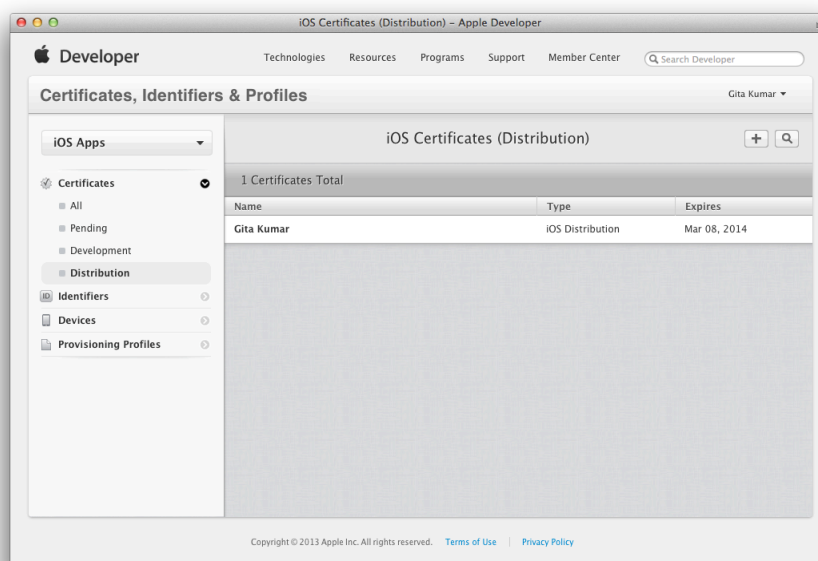 iOS Certificates (Distribution) – Apple Developer
Developer
Technologies Resources Programs Support Member Center Search Developer
Certificates, Identifiers & Profiles
Gita Kumar
iOS Apps
iOS Certificates (Distribution)
Certificates
1 Certificates Total
All
Name Type Expires
Pending
Gita Kumar iOS Distribution Mar 08, 2014
Development
Distribution
ID Identifiers
Devices
Provisioning Profiles
Copyright © 2013 Apple Inc. All rights reserved. Terms of Use Privacy Policy